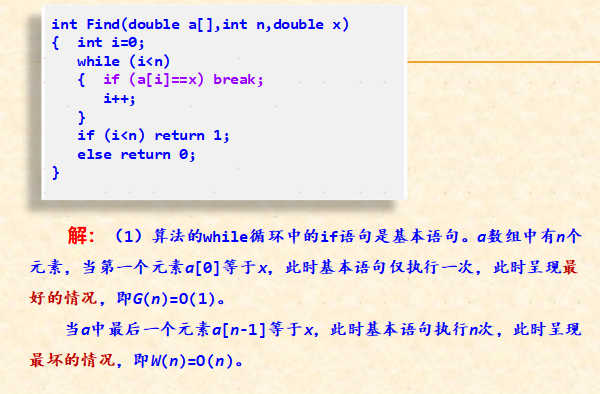 int Find(double a[],int n,double x)
{ int i=0;
while (i<n)
{ if (a[i]==x) break;
i++;
}
if (i<n) return 1;
else return 0;
}
解：（1）算法的while循环中的if语句是基本语句。a数组中有n个
元素，当第一个元素a[0]等于x，此时基本语句仅执行一次，此时呈现最
好的情况，即G(n)=O(1)。
当a中最后一个元素a[n-1]等于x，此时基本语句执行n次，此时呈现
最坏的情况，即W(n)=O(n)。